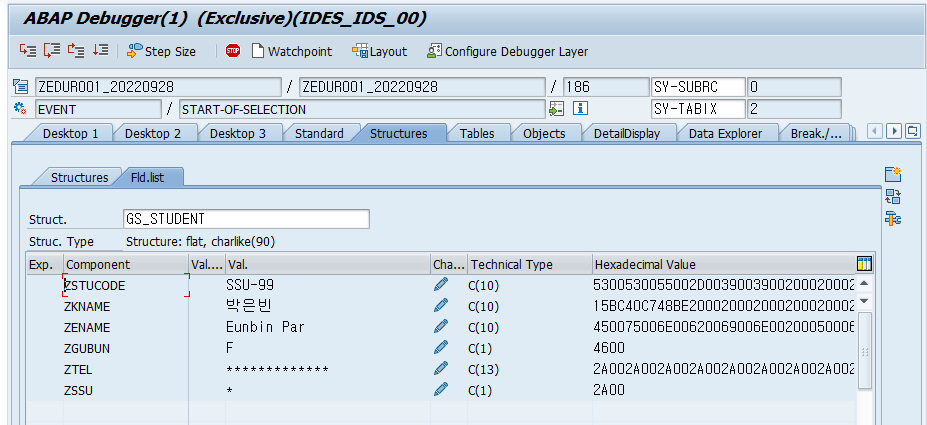 ABAP Debugger(1) (Exclusive)(IDES_IDS_00)
Step Size STOP Watchpoint Layout Configure Debugger Layer
ZEDUR001_20220928 / ZEDUR001_20220928 / 186 SY-SUBRC 0
EVENT / START-OF-SELECTION SY-TABIX 2
Desktop 1 Desktop 2 Desktop 3 Standard Structures Tables Objects DetailDisplay Data Explorer Break./...
Structures Fld.list
Struct. GS_STUDENT
Struc. Type Structure: flat, charlike(90)
Exp. Component Val.... Val. Cha... Technical Type Hexadecimal Value
ZSTUCODE SSU-99 C(10) 5300530055002D0039003900200020002
ZKNAME 박은빈 C(10) 15BC40C748BE200020002000200020002
ZENAME Eunbin Par C(10) 450075006E00620069006E00200050006
ZGUBUN F C(1) 4600
ZTEL ************* C(13) 2A002A002A002A002A002A002A002A002
ZSSU * C(1) 2A00